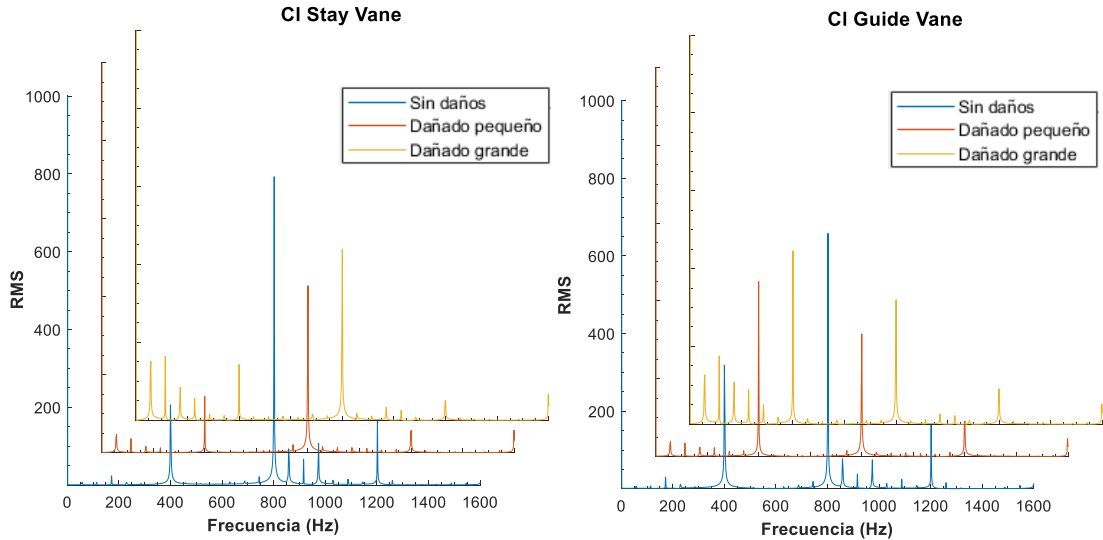 CI Stay Vane
1000
800
600
400
200
RMS
Sin daños
Dañado pequeño
Dañado grande
0 200 400 600 800 1000 1200 1400 1600
Frecuencia (Hz)
CI Guide Vane
1000
800
600
400
200
RMS
Sin daños
Dañado pequeño
Dañado grande
0 200 400 600 800 1000 1200 1400 1600
Frecuencia (Hz)